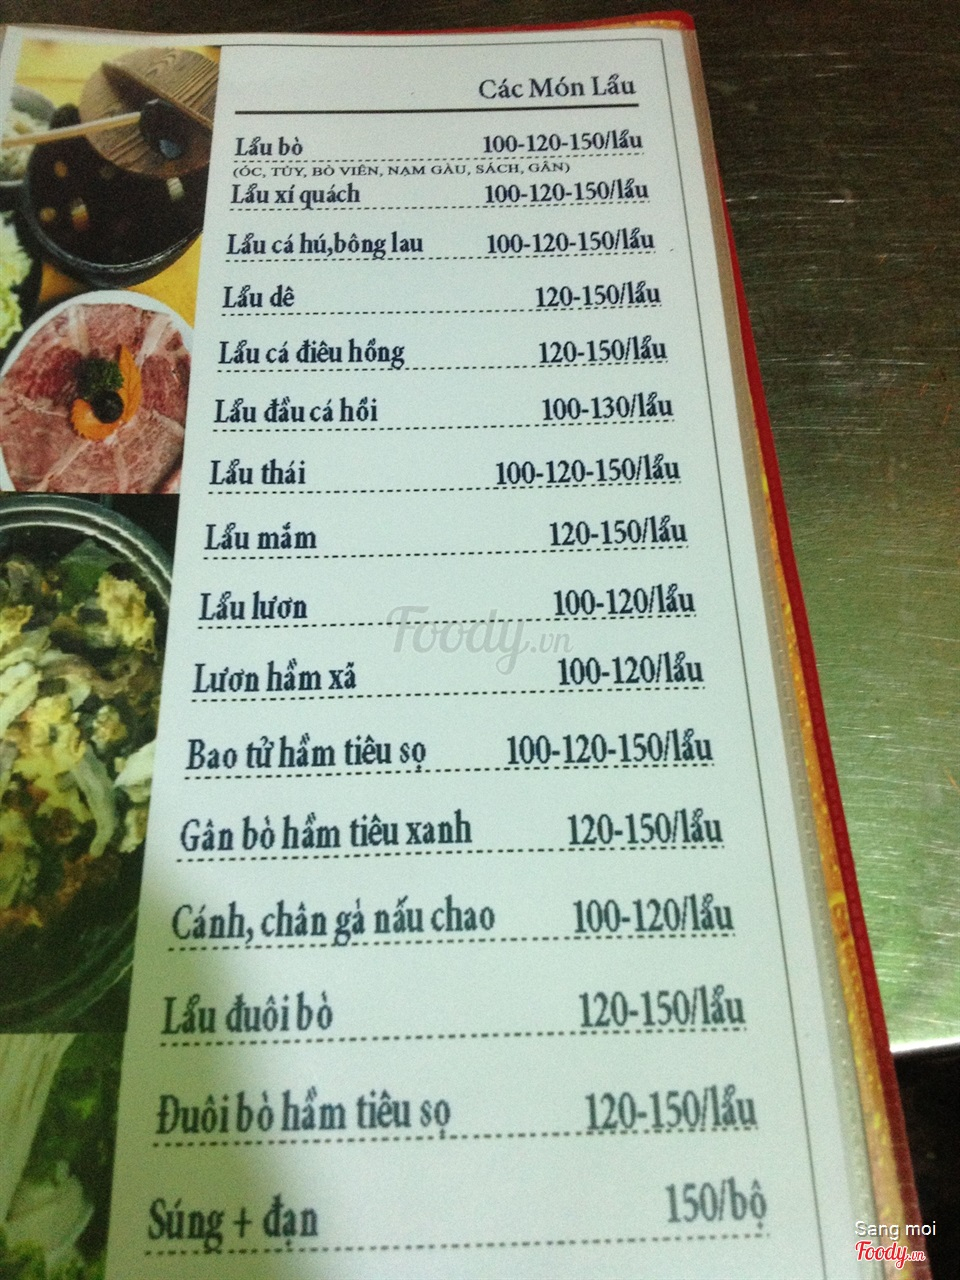 Các Món Lẩu
Lẩu bò 100-120-150/lẩu
(ÓC, TỦY, BÒ VIÊN, NẠM GÀU, SÁCH, GÂN)
Lẩu xí quách 100-120-150/lẩu
Lẩu cá hú,bông lau 100-120-150/lẩu
Lẩu dê 120-150/lẩu
Lẩu cá điêu hồng 120-150/lẩu
Lẩu đầu cá hồi 100-130/lẩu
Lẩu thái 100-120-150/lẩu
Lẩu mắm 120-150/lẩu
Lẩu lươn 100-120/lẩu
Lươn hầm xả 100-120/lẩu
Bao tử hầm tiêu sọ 100-120-150/lẩu
Gân bò hầm tiêu xanh 120-150/lẩu
Cánh, chân gà nấu chao 100-120/lẩu
Lẩu đuôi bò 120-150/lẩu
Đuôi bò hầm tiêu sọ 120-150/lẩu
Súng + đạn 150/bộ
Foody.vn
Sang moi
Foody.vn